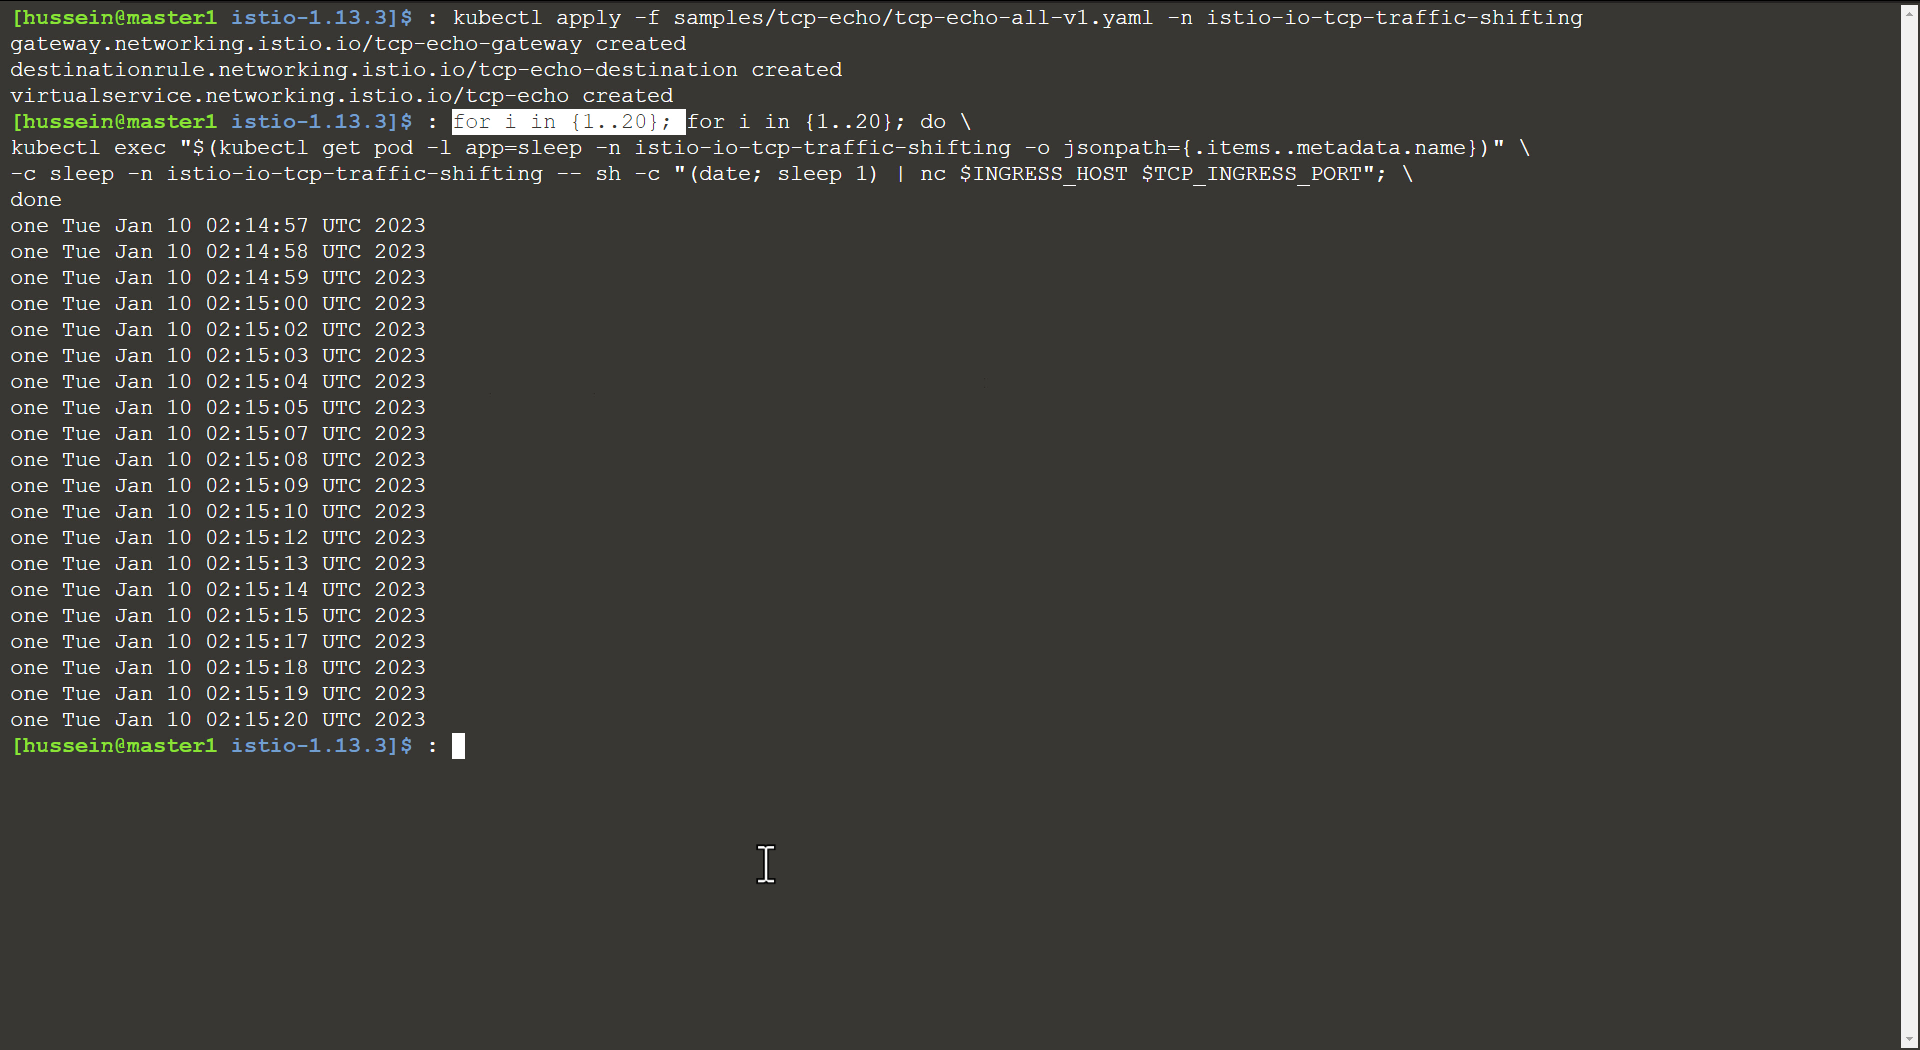 [hussein@master1 istio-1.13.3]$ : kubectl apply -f samples/tcp-echo/tcp-echo-all-v1.yaml -n istio-io-tcp-traffic-shifting
gateway.networking.istio.io/tcp-echo-gateway created
destinationrule.networking.istio.io/tcp-echo-destination created
virtualservice.networking.istio.io/tcp-echo created
[hussein@master1 istio-1.13.3]$ : for i in {1..20}; for i in {1..20}; do \
kubectl exec "$(kubectl get pod -l app=sleep -n istio-io-tcp-traffic-shifting -o jsonpath={.items..metadata.name})" \
-c sleep -n istio-io-tcp-traffic-shifting -- sh -c "(date; sleep 1) | nc $INGRESS_HOST $TCP_INGRESS_PORT"; \
done
one Tue Jan 10 02:14:57 UTC 2023
one Tue Jan 10 02:14:58 UTC 2023
one Tue Jan 10 02:14:59 UTC 2023
one Tue Jan 10 02:15:00 UTC 2023
one Tue Jan 10 02:15:02 UTC 2023
one Tue Jan 10 02:15:03 UTC 2023
one Tue Jan 10 02:15:04 UTC 2023
one Tue Jan 10 02:15:05 UTC 2023
one Tue Jan 10 02:15:07 UTC 2023
one Tue Jan 10 02:15:08 UTC 2023
one Tue Jan 10 02:15:09 UTC 2023
one Tue Jan 10 02:15:10 UTC 2023
one Tue Jan 10 02:15:12 UTC 2023
one Tue Jan 10 02:15:13 UTC 2023
one Tue Jan 10 02:15:14 UTC 2023
one Tue Jan 10 02:15:15 UTC 2023
one Tue Jan 10 02:15:17 UTC 2023
one Tue Jan 10 02:15:18 UTC 2023
one Tue Jan 10 02:15:19 UTC 2023
one Tue Jan 10 02:15:20 UTC 2023
[hussein@master1 istio-1.13.3]$ :